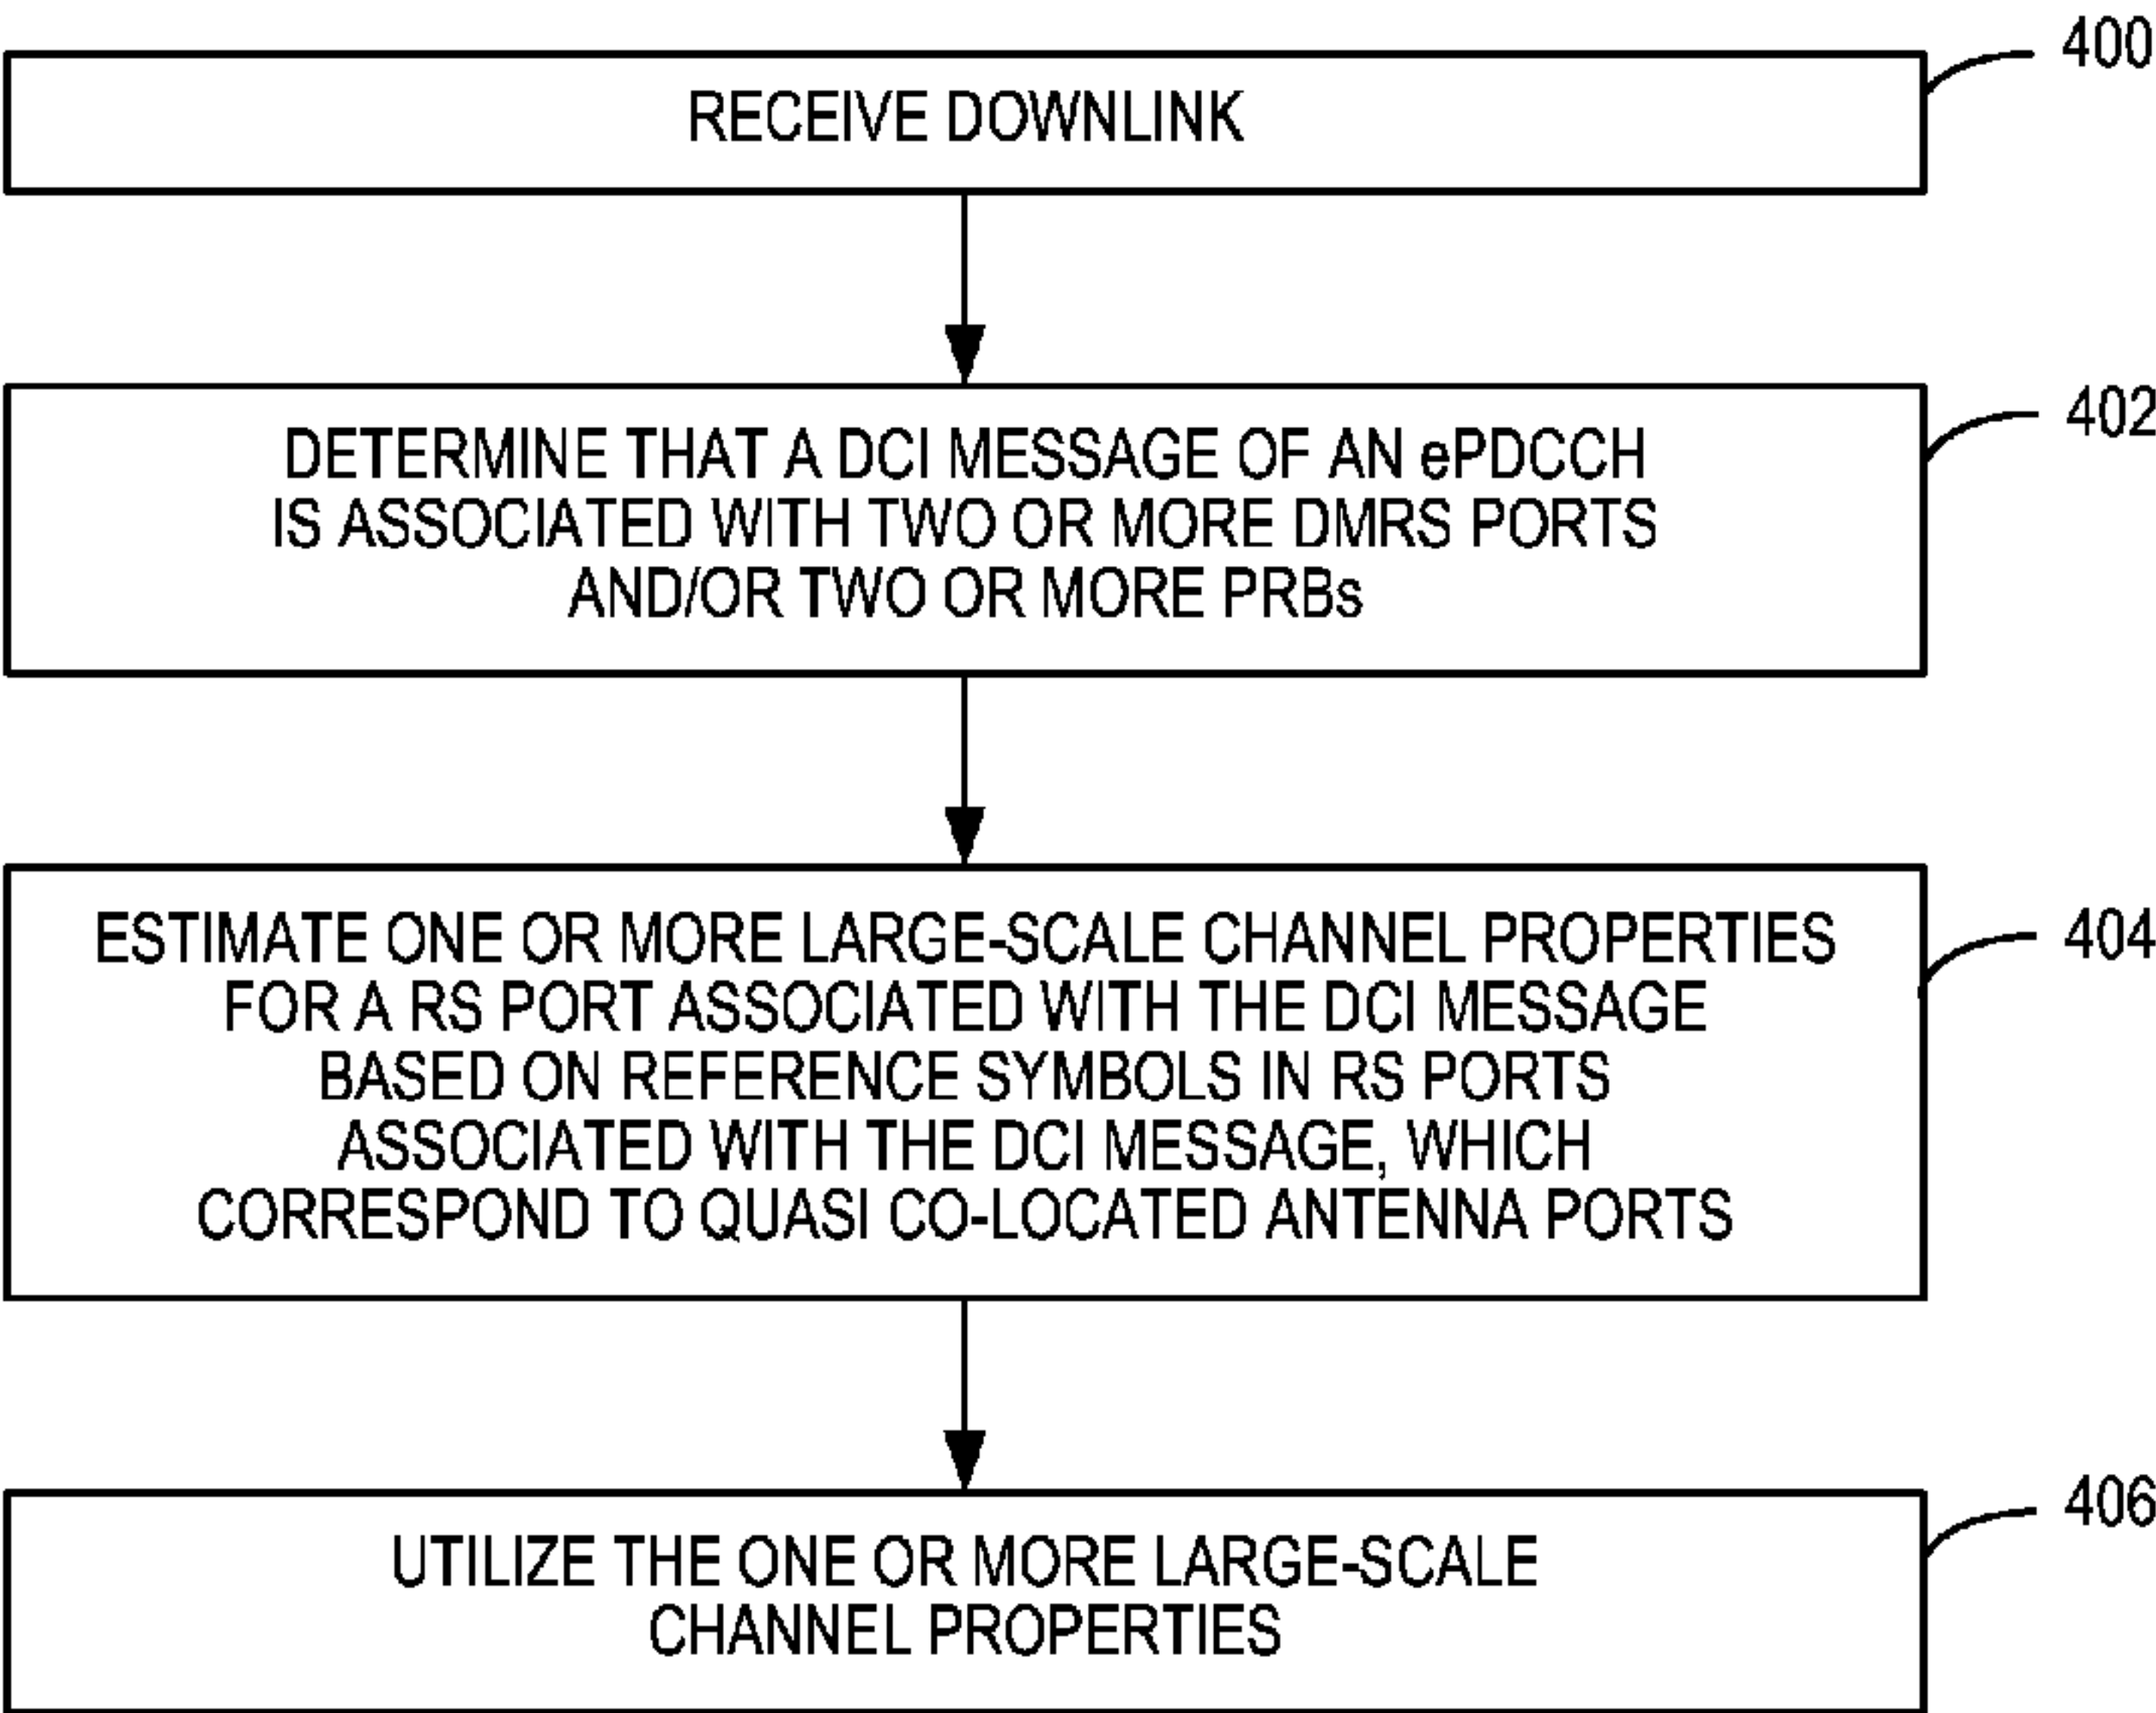 400
RECEIVE DOWNLINK
402
DETERMINE THAT A DCI MESSAGE OF AN ePDCCH
IS ASSOCIATED WITH TWO OR MORE DMRS PORTS
AND/OR TWO OR MORE PRBs
404
ESTIMATE ONE OR MORE LARGE-SCALE CHANNEL PROPERTIES
FOR A RS PORT ASSOCIATED WITH THE DCI MESSAGE
BASED ON REFERENCE SYMBOLS IN RS PORTS
ASSOCIATED WITH THE DCI MESSAGE, WHICH
CORRESPOND TO QUASI CO-LOCATED ANTENNA PORTS
406
UTILIZE THE ONE OR MORE LARGE-SCALE
CHANNEL PROPERTIES